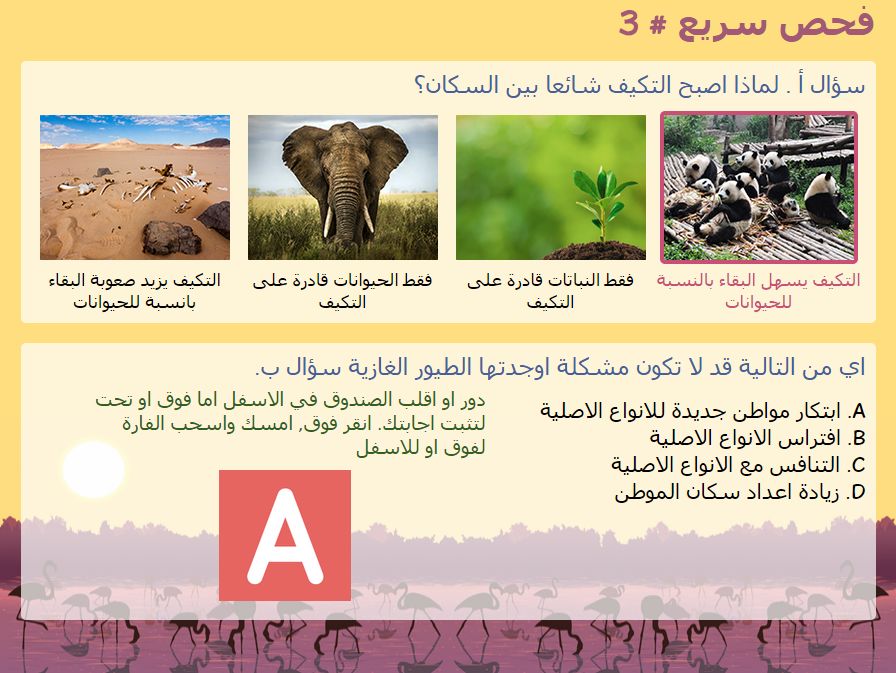 فحص سريع # 3
سؤال أ . لماذا اصبح التكيف شائعا بين السكان؟
التكيف يسهل البقاء بالنسبة
للحيوانات
فقط النباتات قادرة على
التكيف
فقط الحيوانات قادرة على
التكيف
التكيف يزيد صعوبة البقاء
بانسبة للحيوانات
اي من التالية قد لا تكون مشكلة اوجدتها الطيور الغازية سؤال ب.
A. ابتكار مواطن جديدة للانواع الاصلية
B. افتراس الانواع الاصلية
C. التنافس مع الانواع الاصلية
D. زيادة اعداد سكان الموطن
دور او اقلب الصندوق في الاسفل اما فوق او تحت
لتثبت اجابتك. انقر فوق, امسك واسحب الفارة
لفوق او للاسفل
A